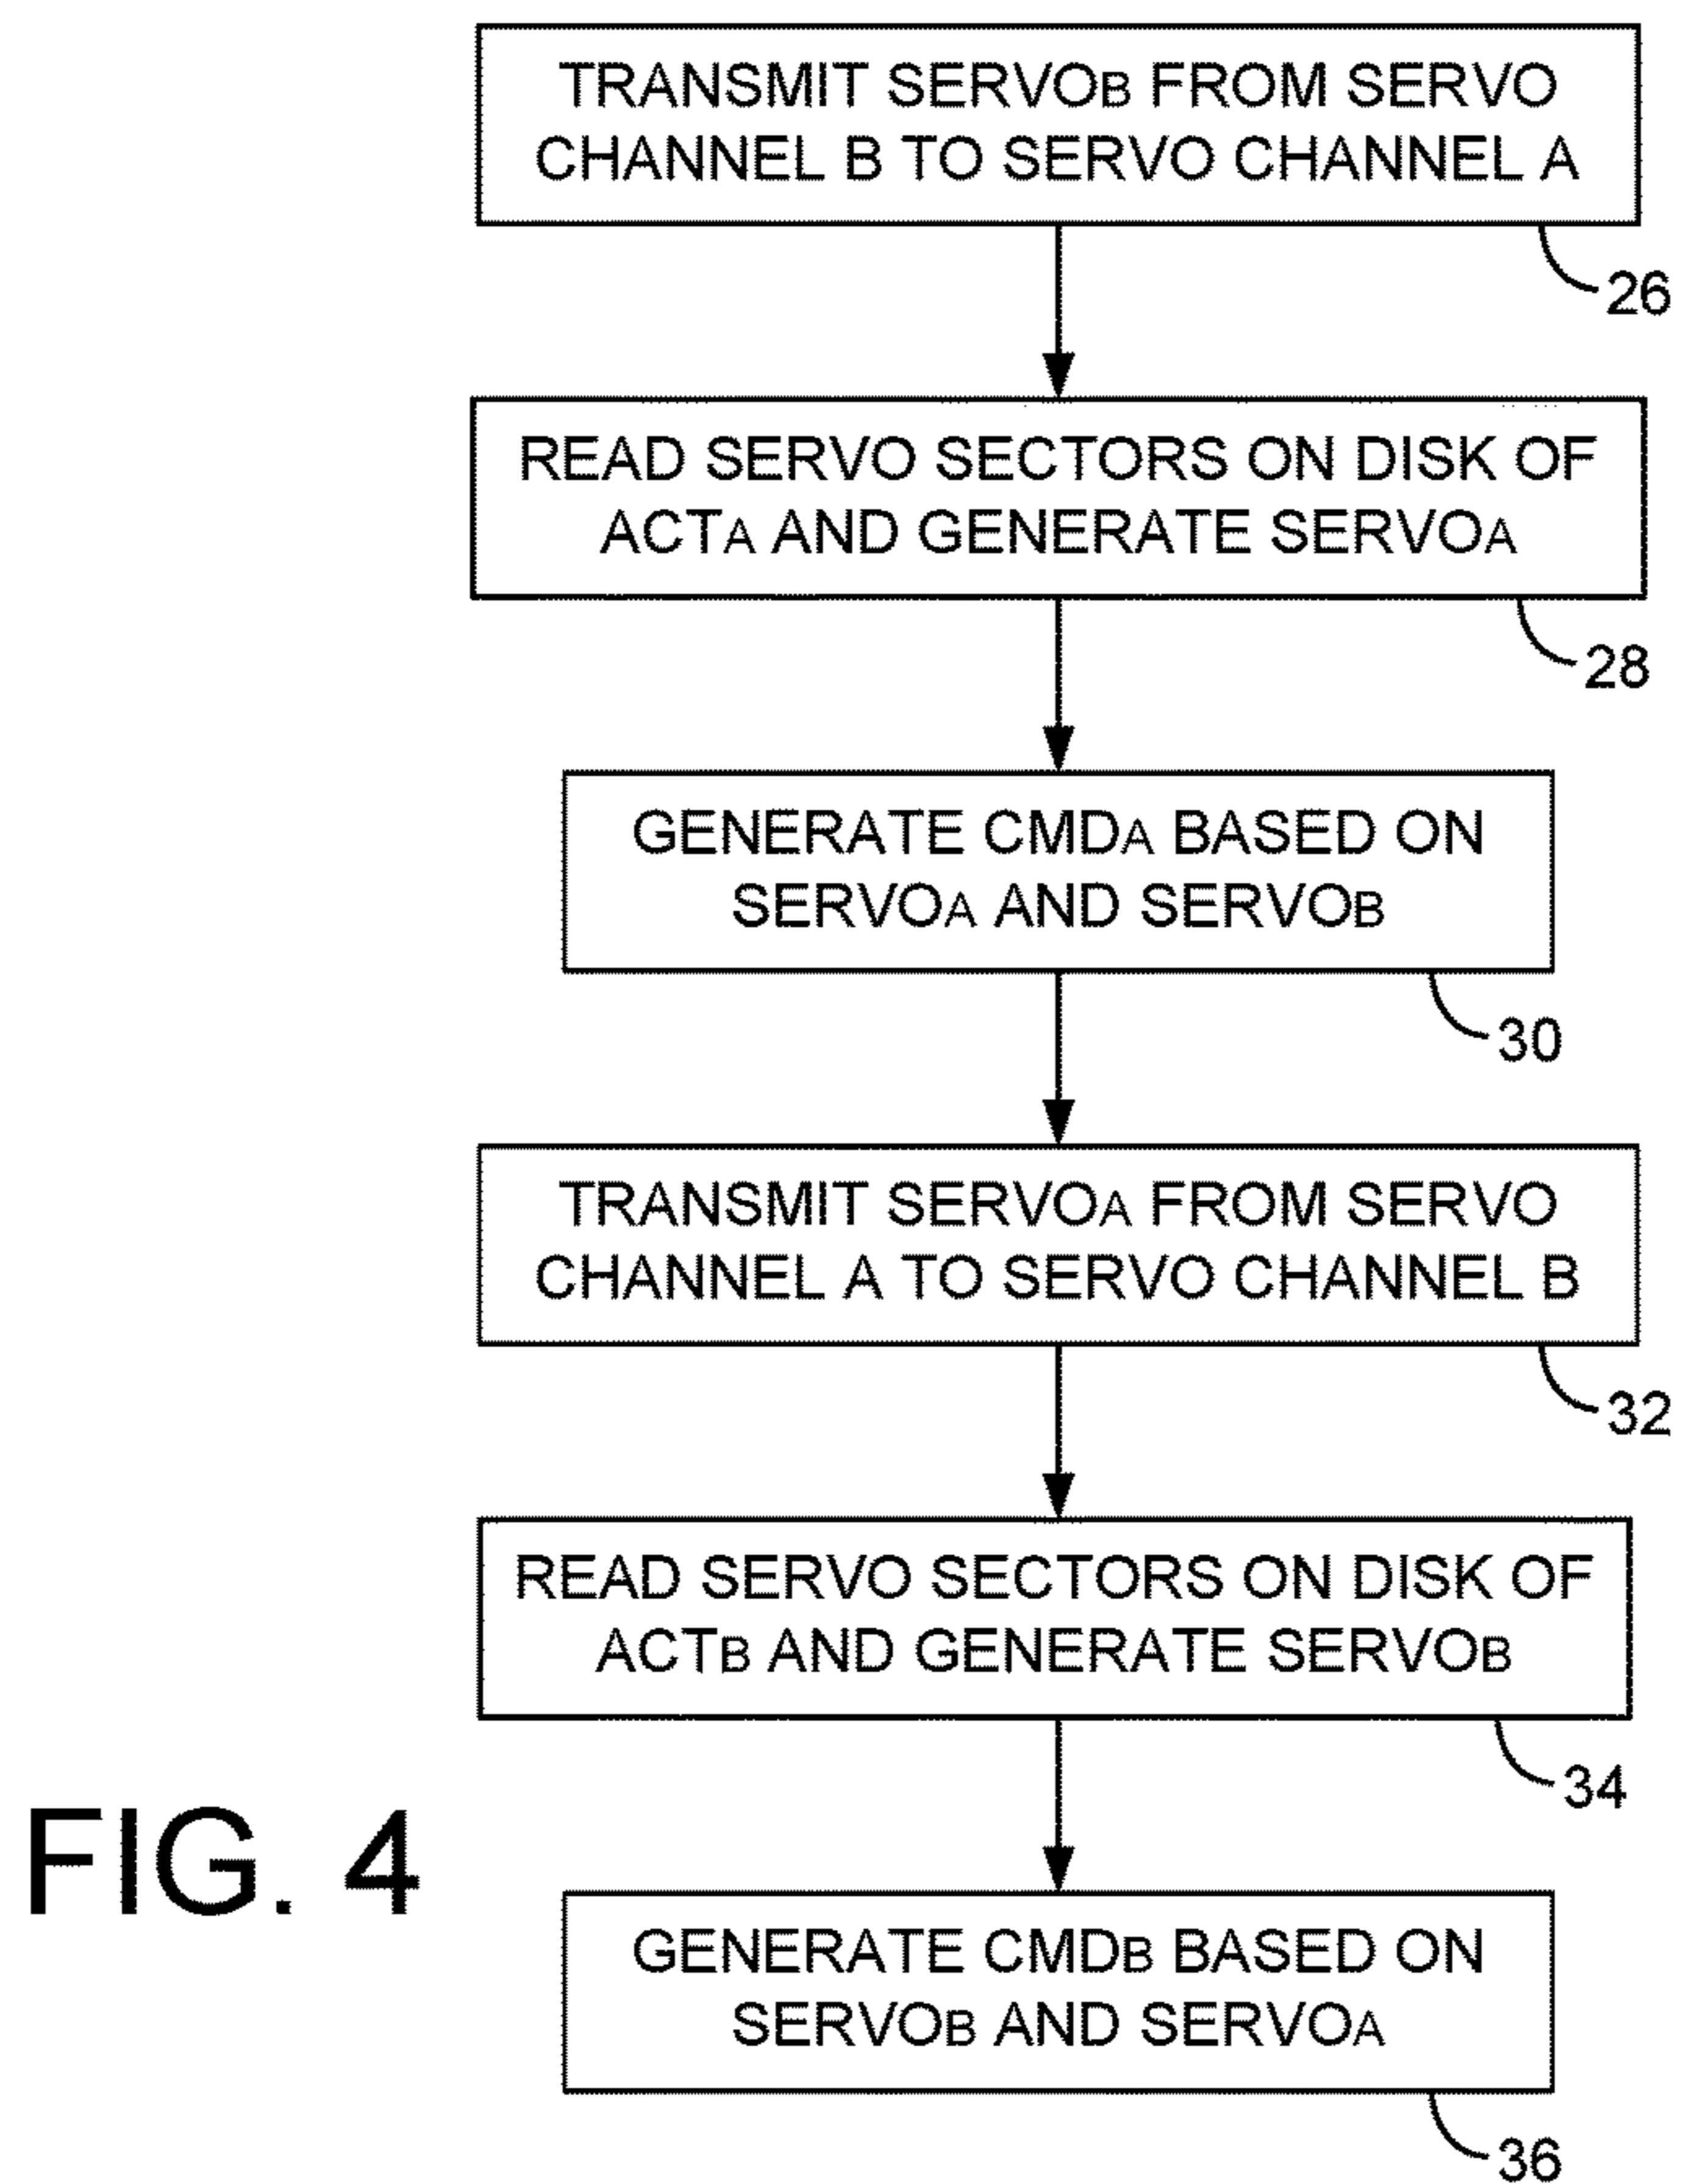 TRANSMIT SERVOB FROM SERVO
CHANNEL B TO SERVO CHANNEL A
26
READ SERVO SECTORS ON DISK OF
ACTA AND GENERATE SERVOA
28
GENERATE CMDA BASED ON
SERVOA AND SERVOB
30
TRANSMIT SERVOA FROM SERVO
CHANNEL A TO SERVO CHANNEL B
32
READ SERVO SECTORS ON DISK OF
ACTB AND GENERATE SERVOB
34
GENERATE CMDB BASED ON
SERVOB AND SERVOA
36
FIG. 4